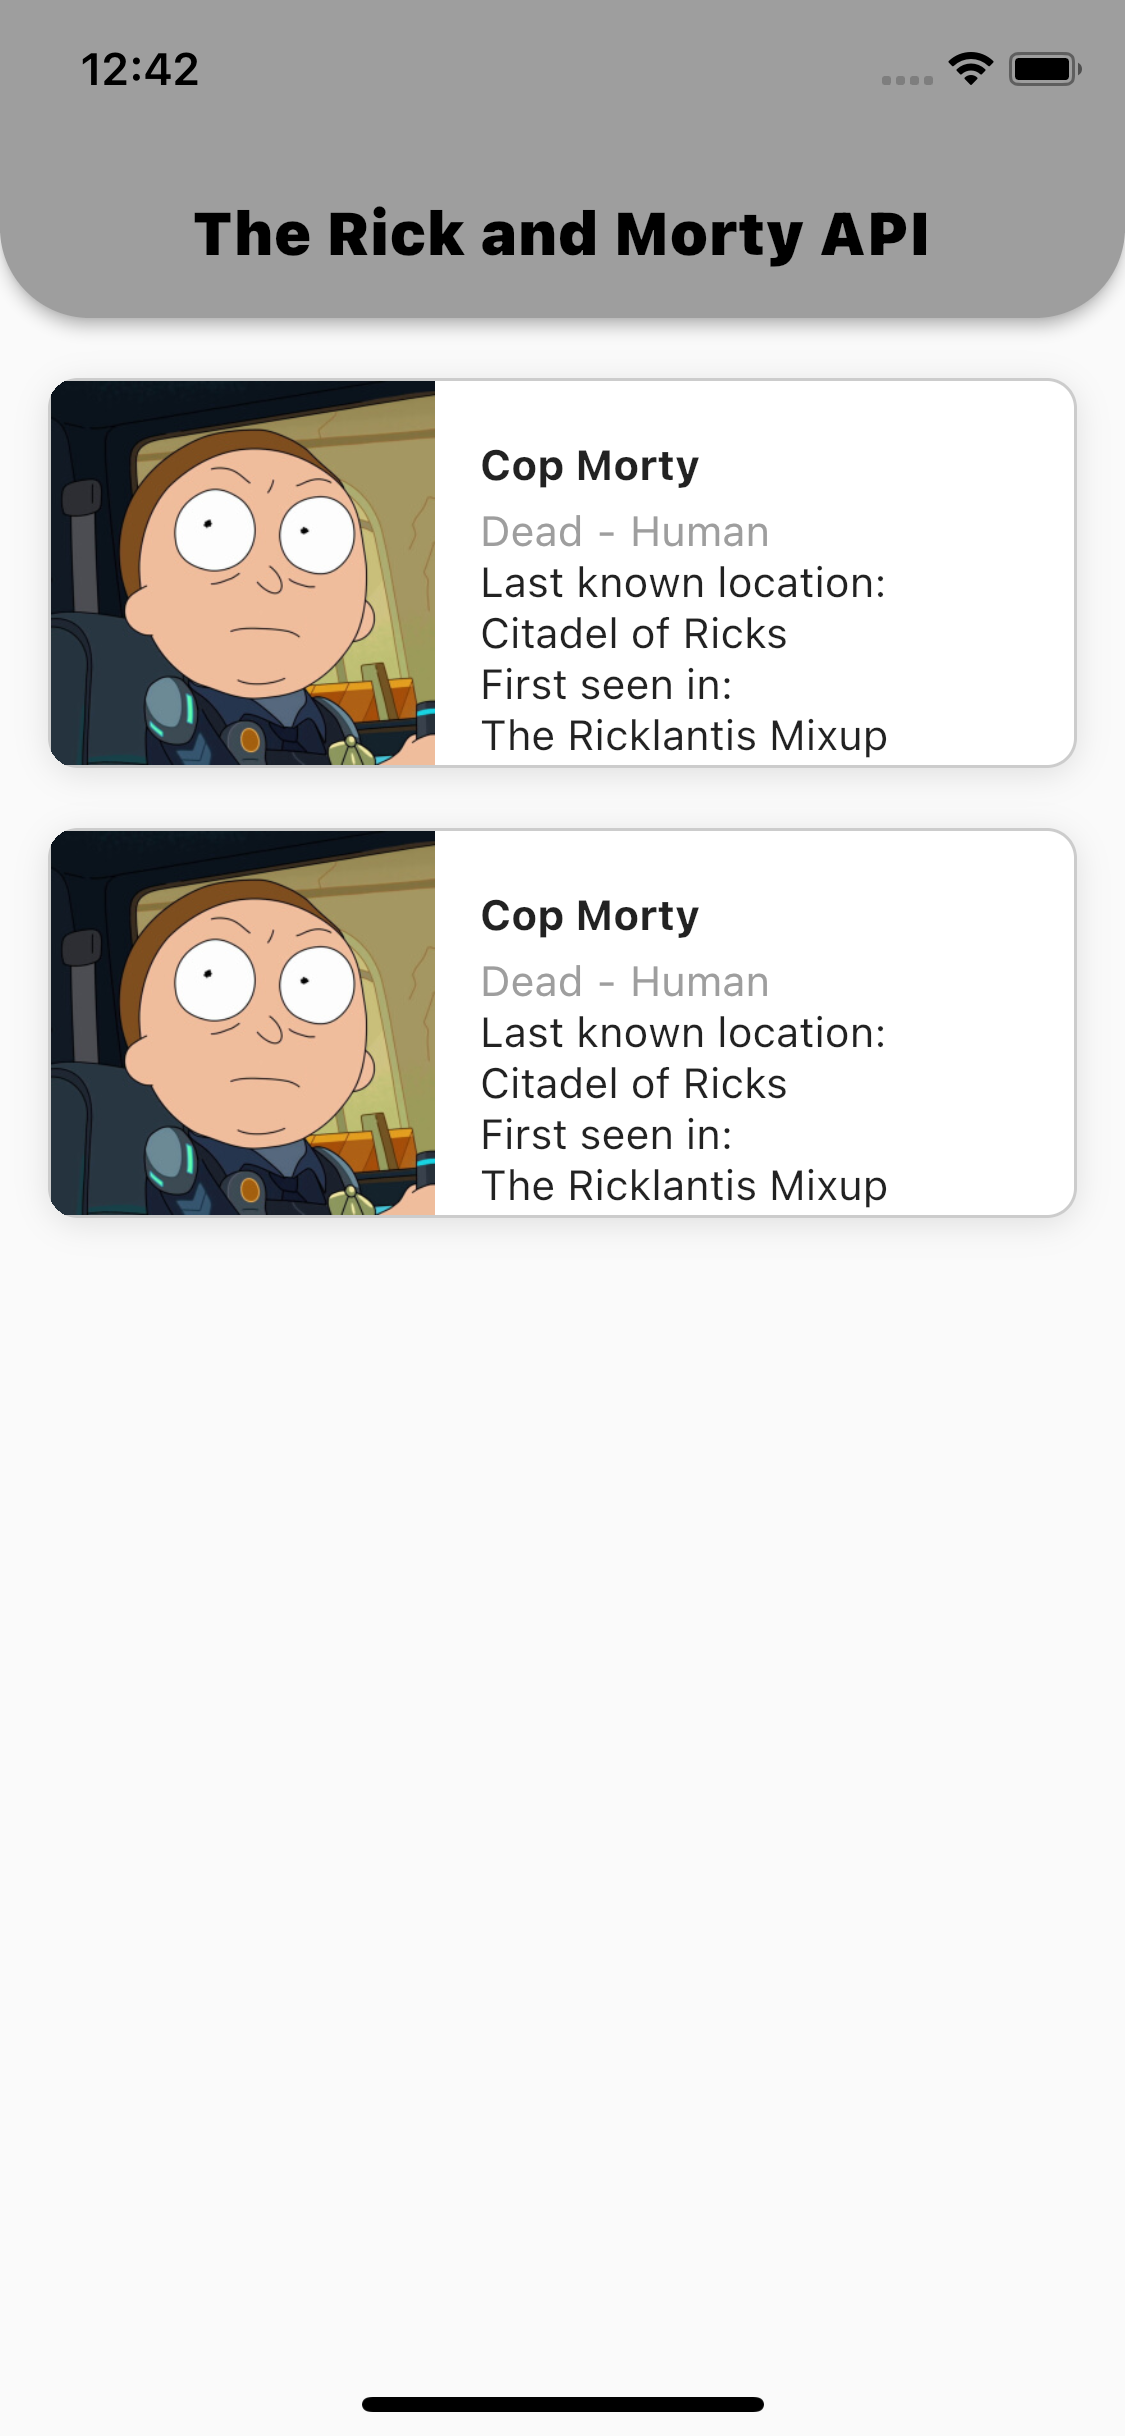 12:42
The Rick and Morty API
Cop Morty
Dead - Human
Last known location:
Citadel of Ricks
First seen in:
The Ricklantis Mixup
Cop Morty
Dead - Human
Last known location:
Citadel of Ricks
First seen in:
The Ricklantis Mixup